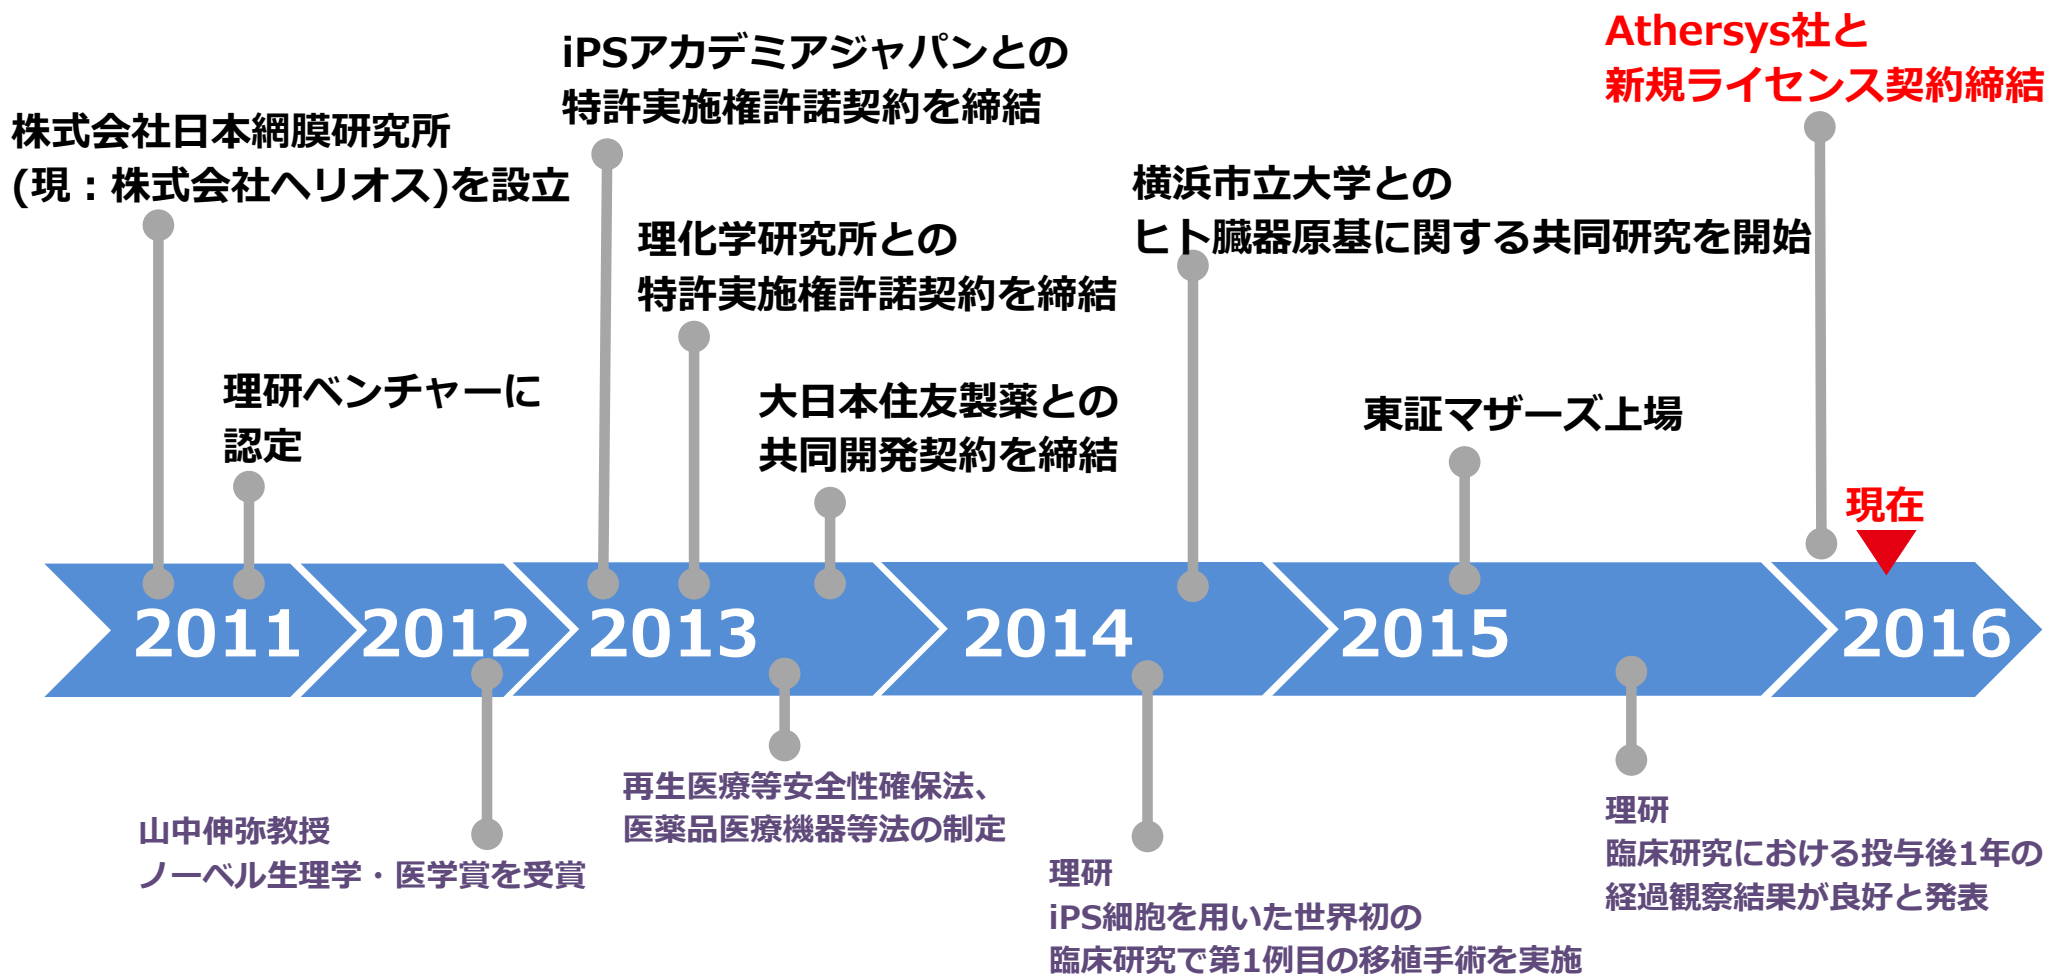 株式会社日本網膜研究所
(現：株式会社ヘリオス)を設立
理研ベンチャーに
認定
iPSアカデミアジャパンとの
特許実施権許諾契約を締結
理化学研究所との
特許実施権許諾契約を締結
大日本住友製薬との
共同開発契約を締結
横浜市立大学との
ヒト臓器原基に関する共同研究を開始
東証マザーズ上場
Athersys社と
新規ライセンス契約締結
現在
2011
2012
2013
2014
2015
2016
山中伸弥教授
ノーベル生理学・医学賞を受賞
再生医療等安全性確保法、
医薬品医療機器等法の制定
理研
iPS細胞を用いた世界初の
臨床研究で第1例目の移植手術を実施
理研
臨床研究における投与後1年の
経過観察結果が良好と発表